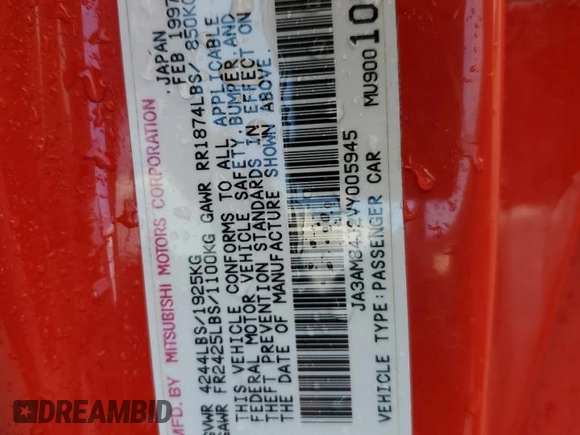 MFD.BY MITSUBISHI MOTORS CORPORATION JAPAN
FEB 1997
GVWR 4244LBS/1925KG
GAWR FR2425LBS/1100KG GAWR RR1874LBS/ 850KG
THIS VEHICLE CONFORMS TO ALL APPLICABLE
FEDERAL MOTOR VEHICLE SAFETY, BUMPER, AND
THEFT PREVENTION STANDARDS IN EFFECT ON
THE DATE OF MANUFACTURE SHOWN ABOVE.
JA3AM84J2VY005945
VEHICLE TYPE:PASSENGER CAR
MU900
10
DREAMBID